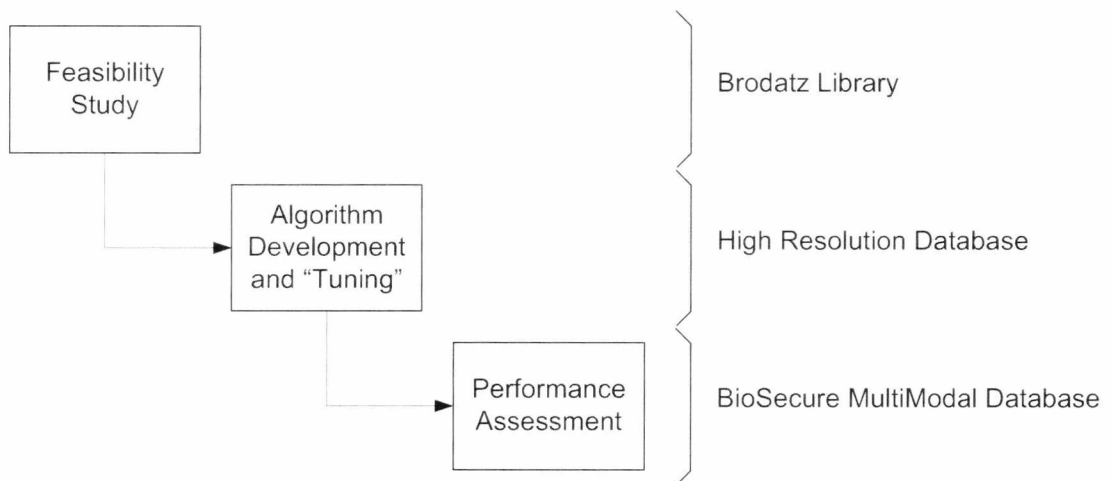 Feasibility
Study
Brodatz Library
Algorithm
Development
and “Tuning”
High Resolution Database
Performance
Assessment
BioSecure MultiModal Database